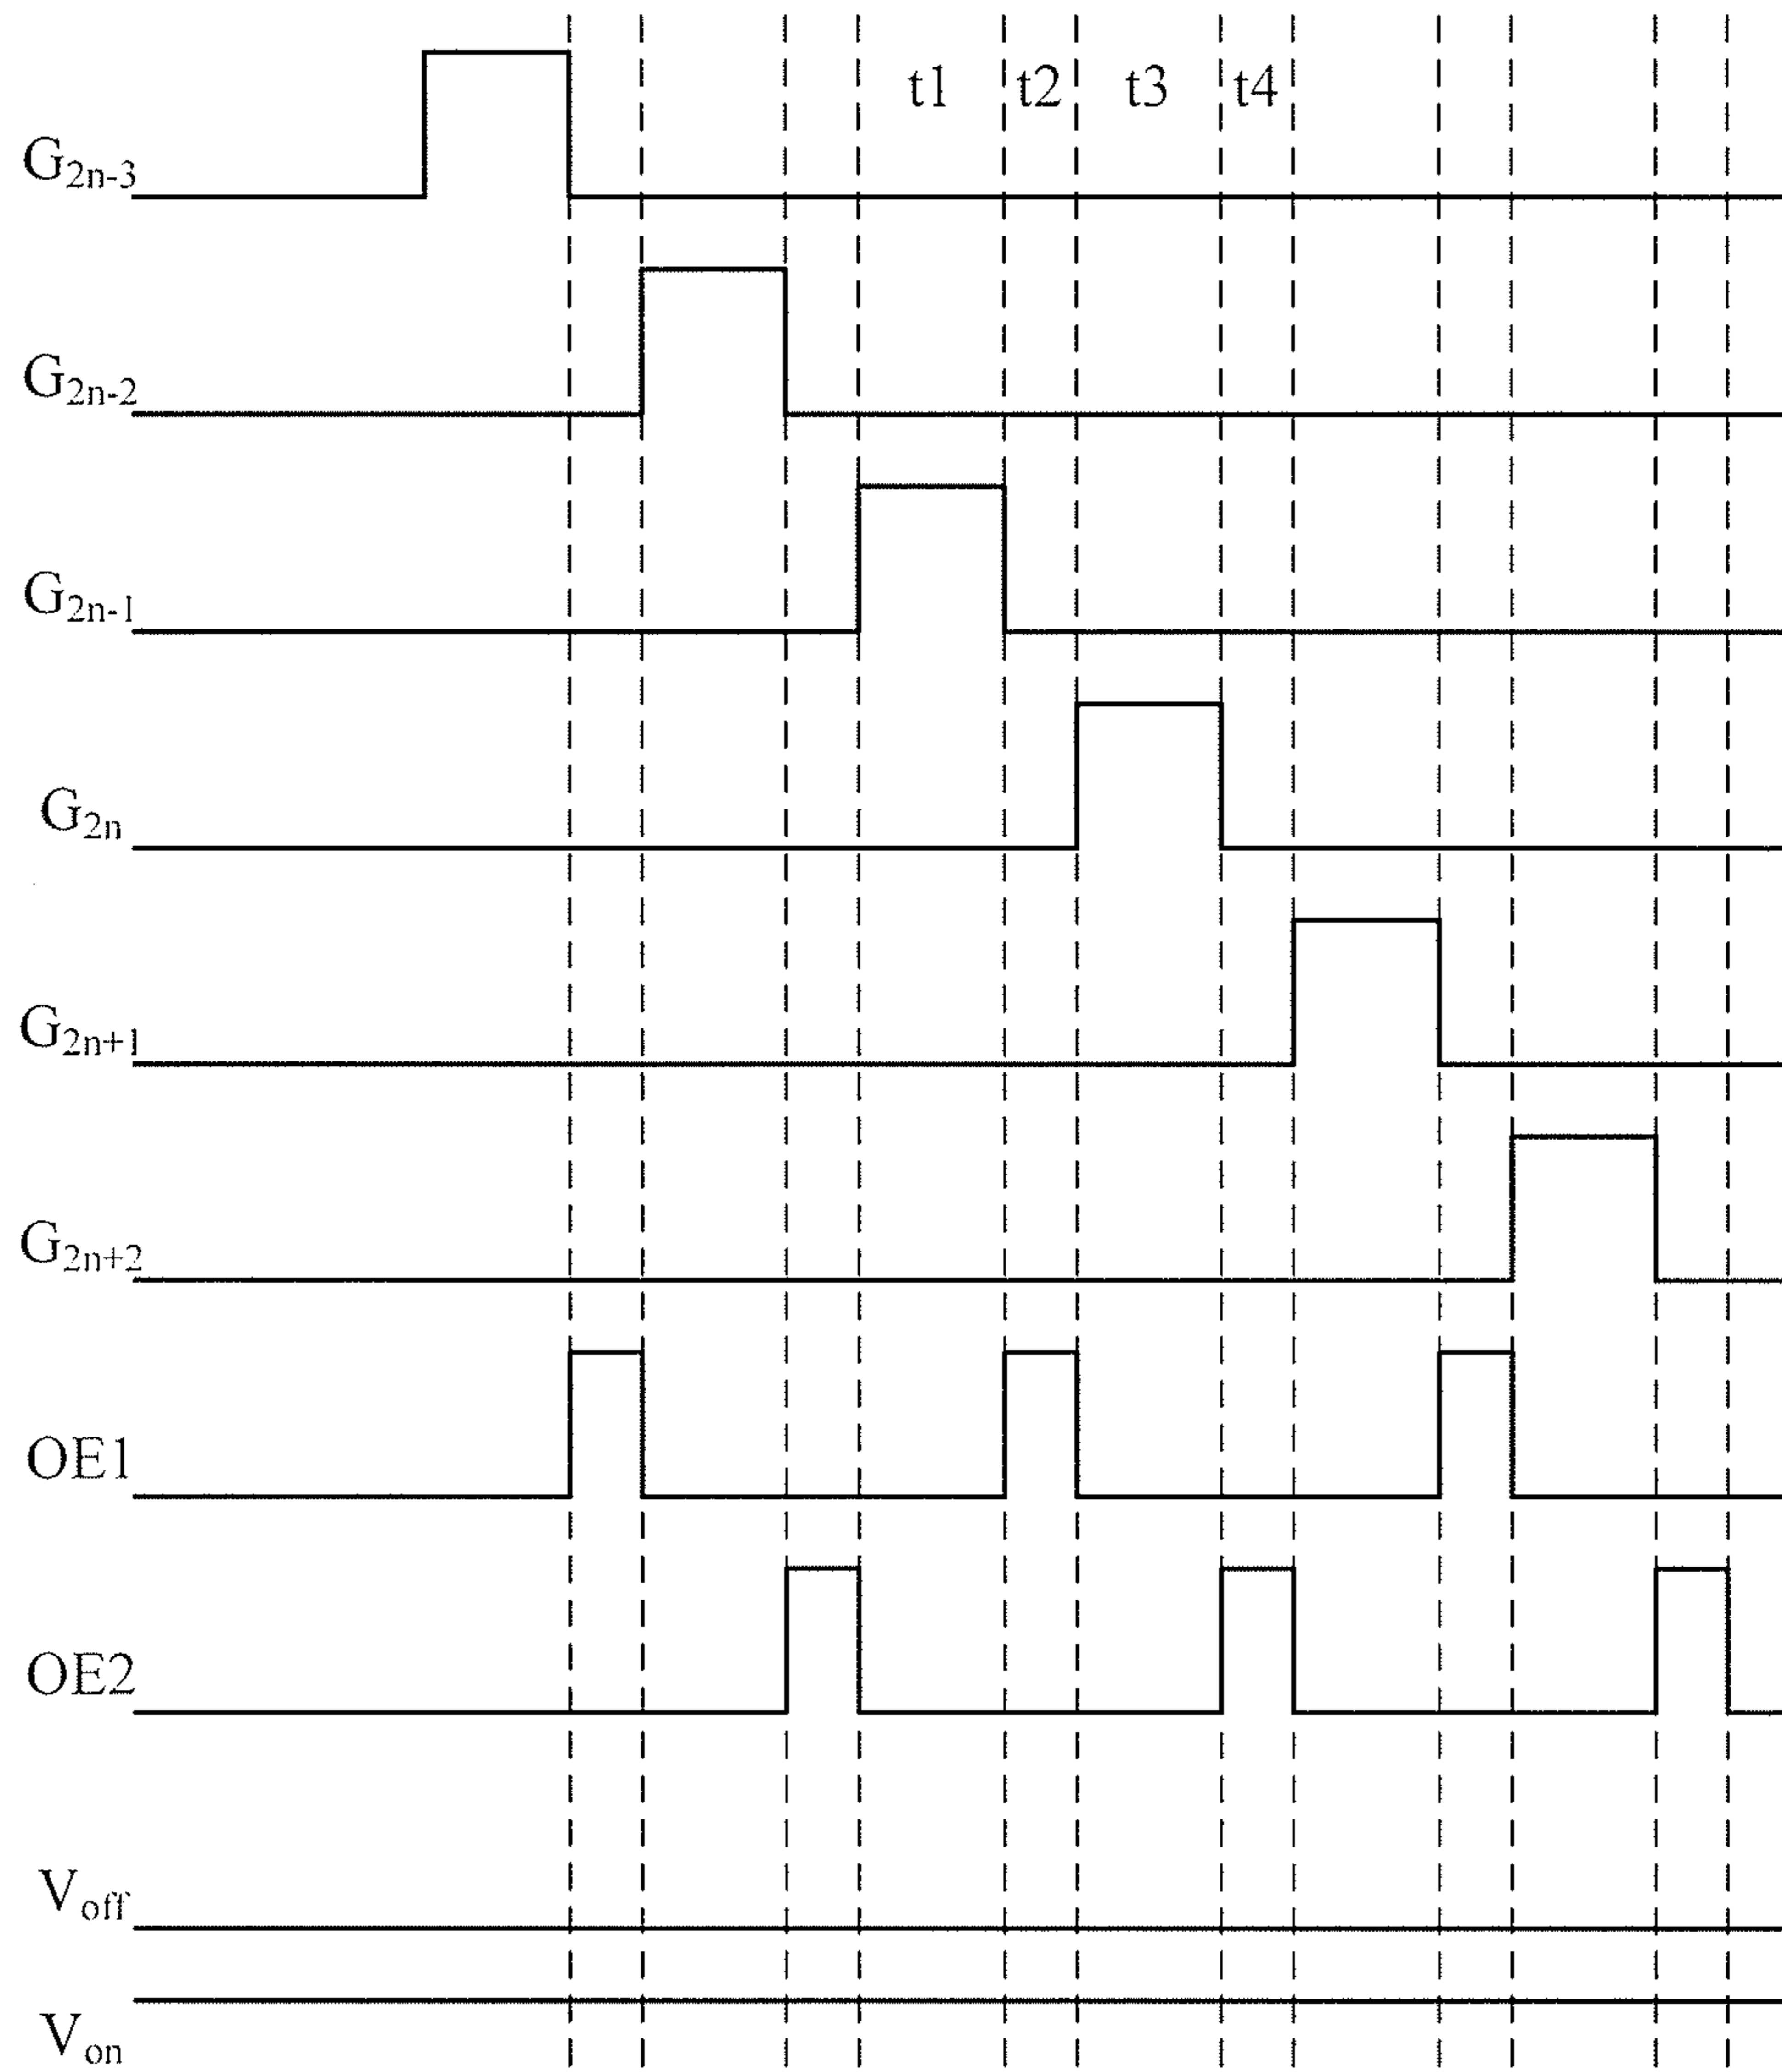 t1 t2 t3 t4
G2n-3
G2n-2
G2n-1
G2n
G2n+1
G2n+2
OE1
OE2
Voff
Von